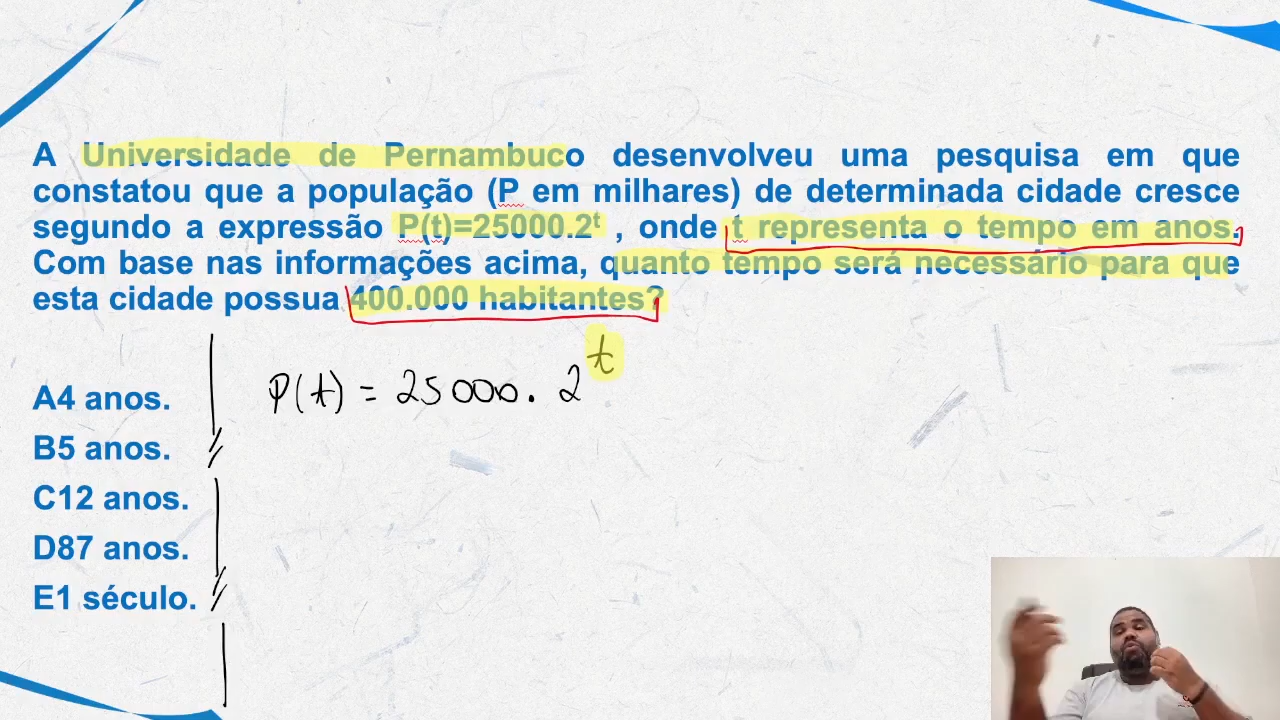 A Universidade de Pernambuco desenvolveu uma pesquisa em que
constatou que a população (P em milhares) de determinada cidade cresce
segundo a expressão P(t)=25000.2ᵗ , onde t representa o tempo em anos.
Com base nas informações acima, quanto tempo será necessário para que
esta cidade possua 400.000 habitantes?
P(t) = 25000. 2ᵗ
A4 anos.
B5 anos.
C12 anos.
D87 anos.
E1 século.